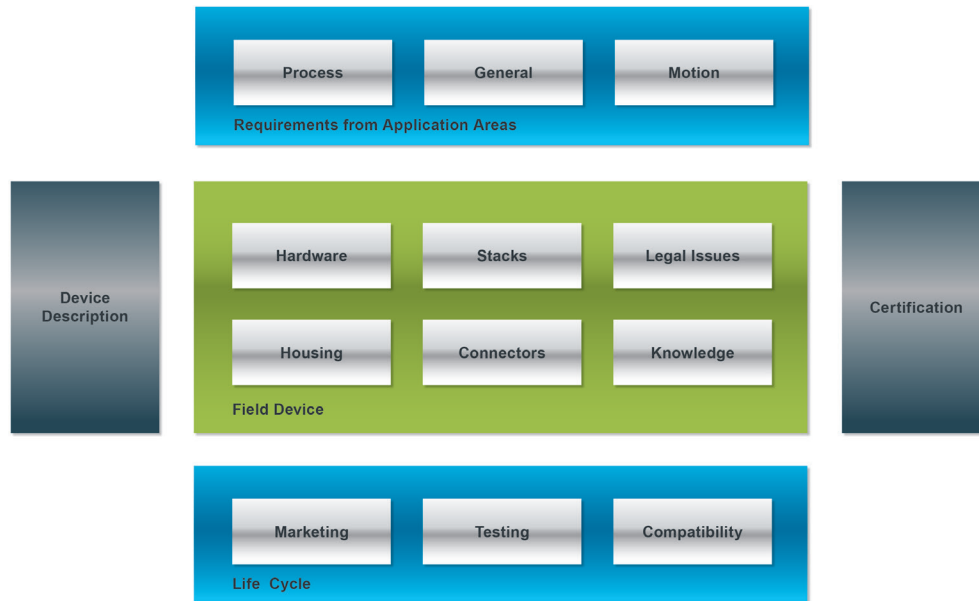 Process
General
Motion
Requirements from Application Areas
Device
Description
Hardware
Stacks
Legal Issues
Housing
Connectors
Knowledge
Field Device
Certification
Marketing
Testing
Compatibility
Life Cycle